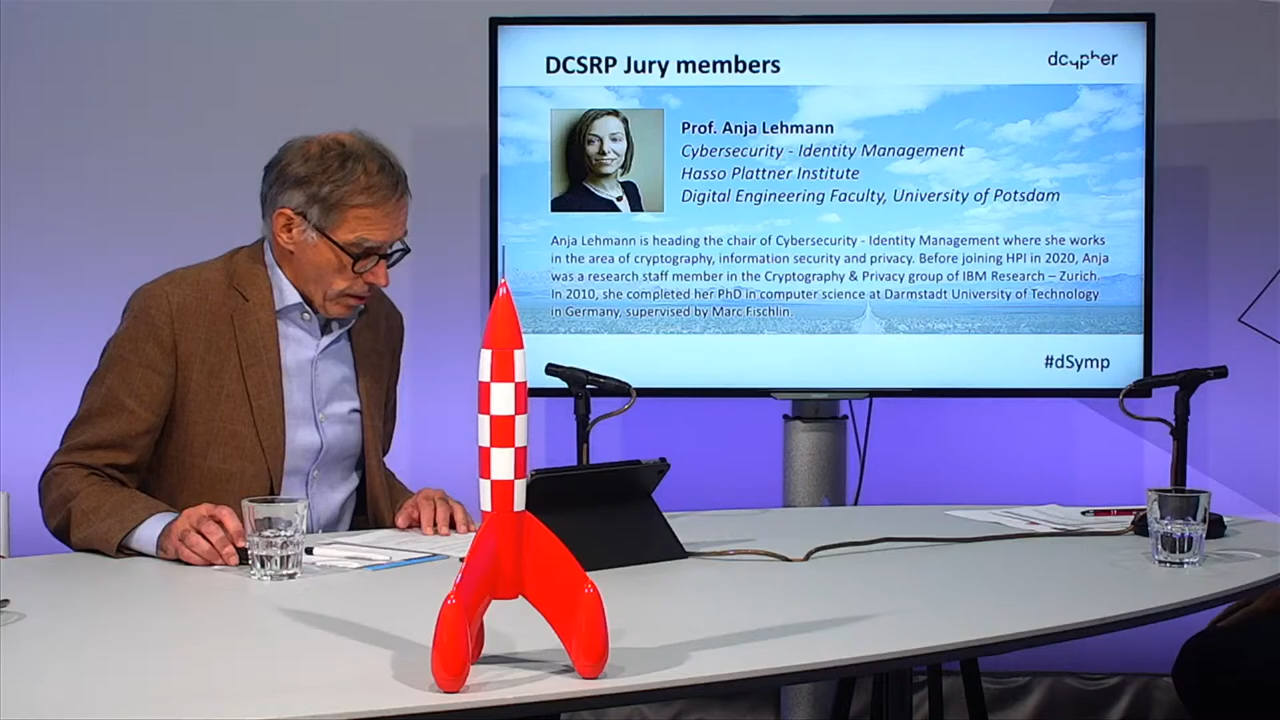 DCSRP Jury members
dcypher
Prof. Anja Lehmann
Cybersecurity - Identity Management
Hasso Plattner Institute
Digital Engineering Faculty, University of Potsdam
Anja Lehmann is heading the chair of Cybersecurity - Identity Management where she works
in the area of cryptography, information security and privacy. Before joining HPI in 2020, Anja
was a research staff member in the Cryptography & Privacy group of IBM Research – Zurich.
In 2010, she completed her PhD in computer science at Darmstadt University of Technology
in Germany, supervised by Marc Fischlin.
#dSymp